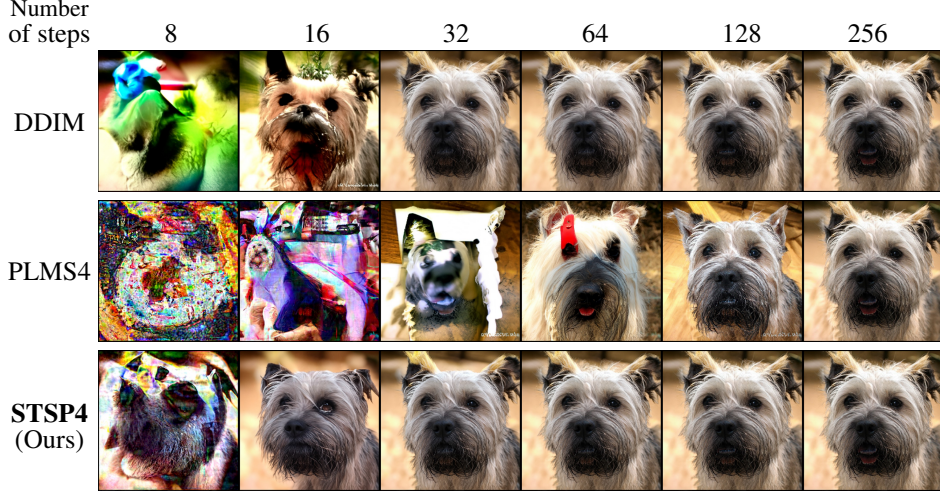 Number
of steps 8 16 32 64 128 256
DDIM
PLMS4
STSP4
(Ours)